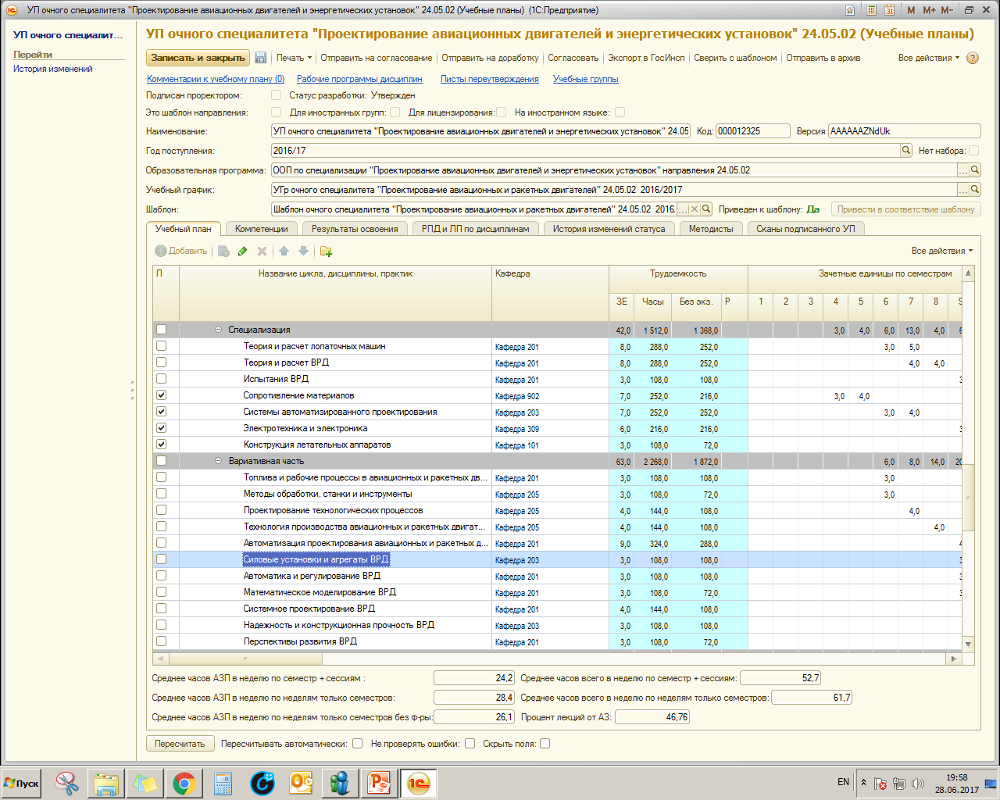 УП очного специалитета "Проектирование авиационных двигателей и энергетических установок" 24.05.02 (Учебные планы) (1С:Предприятие)
M M+ M-
УП очного специалит...
Перейти
История изменений
УП очного специалитета "Проектирование авиационных двигателей и энергетических установок" 24.05.02 (Учебные планы)
Записать и закрыть Печать Отправить на согласование Отправить на доработку Согласовать Экспорт в ГосИнсп Сверить с шаблоном Отправить в архив Все действия ?
Комментарии к учебному плану (0) Рабочие программы дисциплин Листы переутверждения Учебные группы
Подписан проректором: Статус разработки: Утвержден
Это шаблон направления: Для иностранных групп: Для лицензирования: На иностранном языке:
Наименование: УП очного специалитета "Проектирование авиационных двигателей и энергетических установок" 24.05 Код: 000012325 Версия: AAAAAAZNdUk
Год поступления: 2016/17 Нет набора:
Образовательная программа: ООП по специализации "Проектирование авиационных двигателей и энергетических установок" направления 24.05.02 ...
Учебный график: УГр очного специалитета "Проектирование авиационных и ракетных двигателей" 24.05.02 2016/2017 ...
Шаблон: Шаблон очного специалитета "Проектирование авиационных и ракетных двигателей" 24.05.02 2016. ... Приведен к шаблону: Да Привести в соответствие шаблону
Учебный план Компетенции Результаты освоения РПД и ЛП по дисциплинам История изменений статуса Методисты Сканы подписанного УП
Добавить Все действия
П Название цикла, дисциплины, практик Кафедра Трудоемкость Зачетные единицы по семестрам
ЗЕ Часы Без экз. Р 1 2 3 4 5 6 7 8 9
Специализация 42,0 1 512,0 1 368,0 3,0 4,0 6,0 13,0 4,0 6
Теория и расчет лопаточных машин Кафедра 201 8,0 288,0 252,0 3,0 5,0
Теория и расчет ВРД Кафедра 201 8,0 288,0 252,0 4,0 4,0
Испытания ВРД Кафедра 201 3,0 108,0 108,0 3
Сопротивление материалов Кафедра 902 7,0 252,0 216,0 3,0 4,0
Системы автоматизированного проектирования Кафедра 203 7,0 252,0 252,0 3,0 4,0
Электротехника и электроника Кафедра 309 6,0 216,0 216,0 3
Конструкция летательных аппаратов Кафедра 101 3,0 108,0 72,0
Вариативная часть 63,0 2 268,0 1 872,0 6,0 8,0 14,0 20
Топлива и рабочие процессы в авиационных и ракетных дв... Кафедра 201 3,0 108,0 108,0 3,0
Методы обработки, станки и инструменты Кафедра 205 3,0 108,0 72,0 3,0
Проектирование технологических процессов Кафедра 205 4,0 144,0 108,0 4,0
Технология производства авиационных и ракетных двигат... Кафедра 205 4,0 144,0 108,0 4,0
Автоматизация проектирования авиационных и ракетных д... Кафедра 201 9,0 324,0 288,0 4
Силовые установки и агрегаты ВРД Кафедра 203 3,0 108,0 108,0 3
Автоматика и регулирование ВРД Кафедра 201 3,0 108,0 108,0 3
Математическое моделирование ВРД Кафедра 201 3,0 108,0 72,0 3
Системное проектирование ВРД Кафедра 201 4,0 144,0 108,0
Надежность и конструкционная прочность ВРД Кафедра 203 3,0 108,0 108,0
Перспективы развития ВРД Кафедра 201 3,0 108,0 72,0
Среднее часов АЗП в неделю по семестр + сессиям : 24,2 Среднее часов всего в неделю по семестр + сессиям: 52,7
Среднее часов АЗП в неделю по неделям только семестров: 28,4 Среднее часов всего в неделю по неделям только семестров: 61,7
Среднее часов АЗП в неделю по неделям только семестров без ф-ры: 26,1 Процент лекций от АЗ: 46,76
Пересчитать Пересчитывать автоматически: Не проверять ошибки: Скрыть поля:
Пуск EN 19:58
28.06.2017